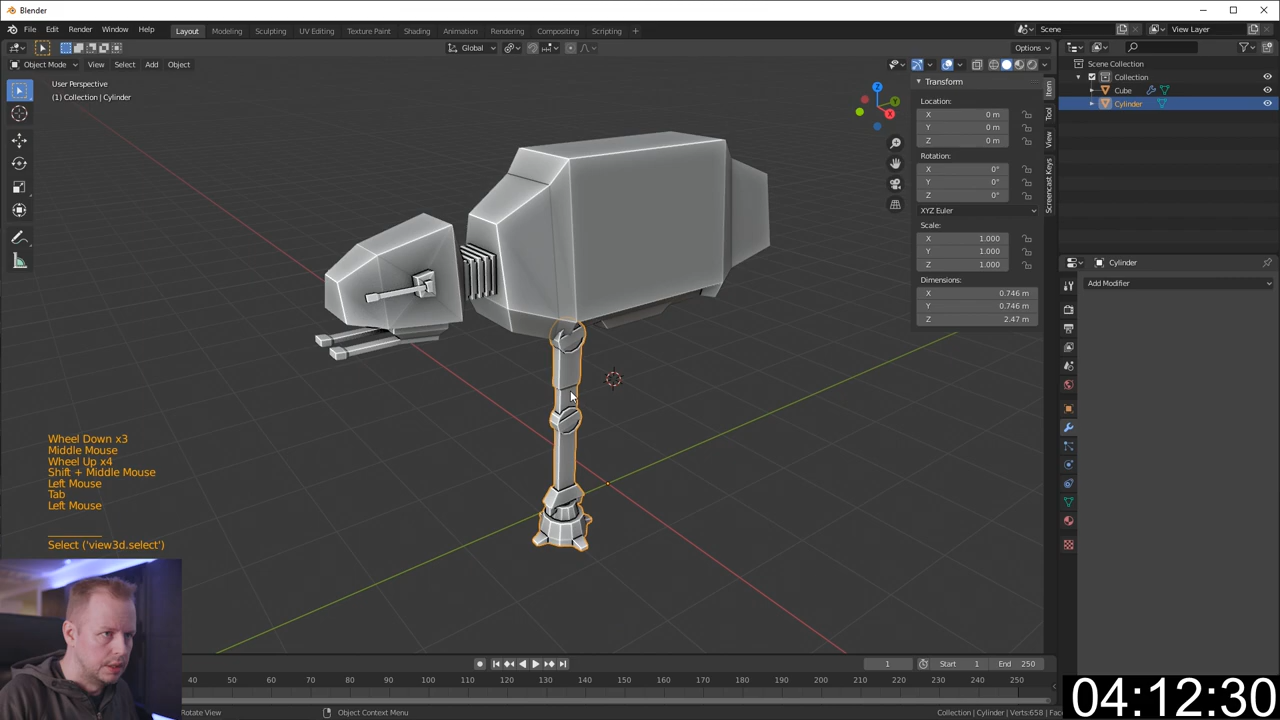 Blender
File Edit Render Window Help Layout Modeling Sculpting UV Editing Texture Paint Shading Animation Rendering Compositing Scripting + Scene View Layer
Global Options
Object Mode View Select Add Object
User Perspective
(1) Collection | Cylinder
Transform
Location:
X 0 m
Y 0 m
Z 0 m
Rotation:
X 0°
Y 0°
Z 0°
XYZ Euler
Scale:
X 1.000
Y 1.000
Z 1.000
Dimensions:
X 0.746 m
Y 0.746 m
Z 2.47 m
Item
Tool
View
Screencast Keys
Z
Y
X
Scene Collection
Collection
Cube
Cylinder
Cylinder
Add Modifier
Wheel Down x3
Middle Mouse
Wheel Up x4
Shift + Middle Mouse
Left Mouse
Tab
Left Mouse
Select ('view3d.select')
1 Start 1 End 250
40 50 60 70 80 90 100 110 120 130 140 150 160 170 180 190 200 210 220 230 240 250
Rotate View Object Context Menu Collection | Cylinder | Verts:658 | Fac
04:12:30